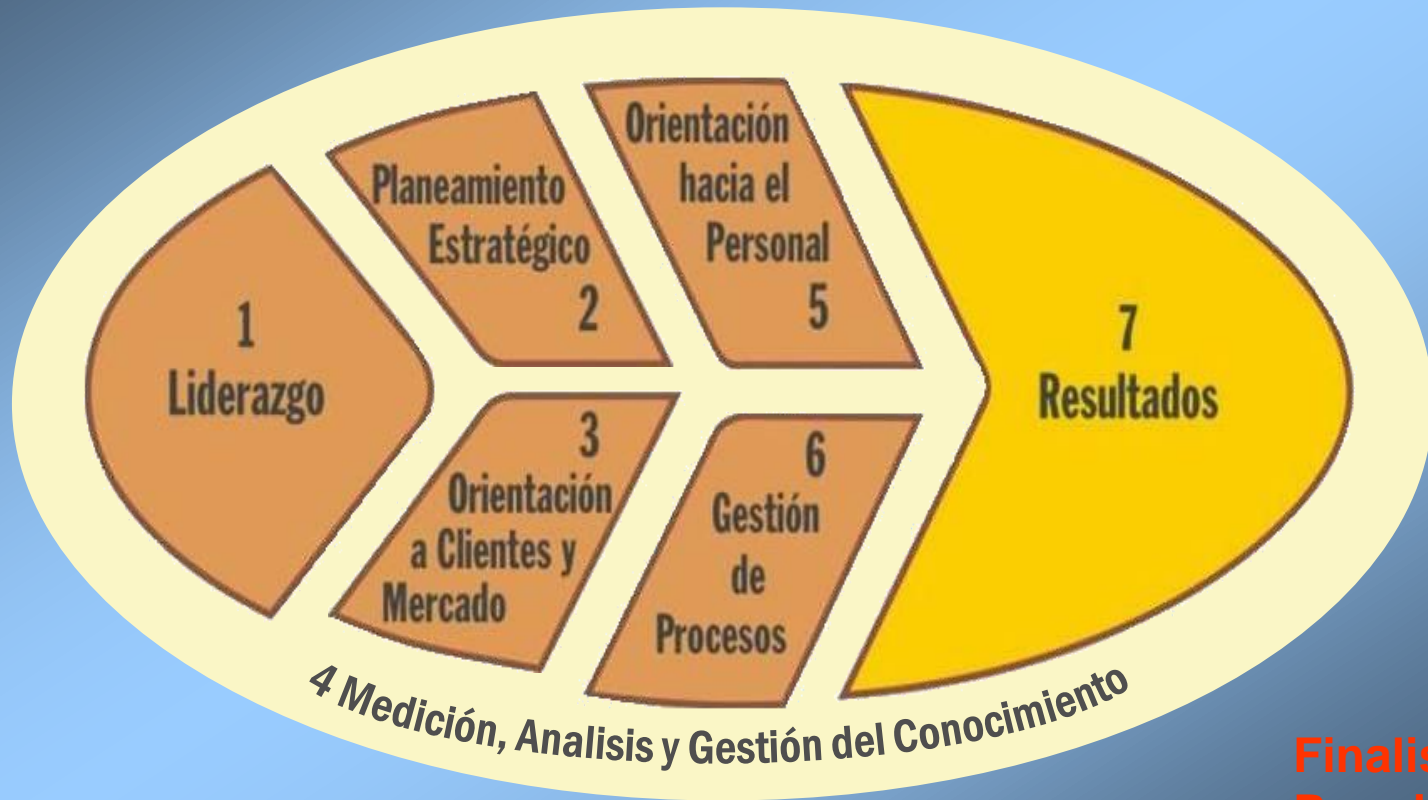 1
Liderazgo
Planeamiento
Estratégico
2
3
Orientación
a Clientes y
Mercado
Orientación
hacia el
Personal
5
6
Gestión
de
Procesos
7
Resultados
4 Medición, Analisis y Gestión del Conocimiento